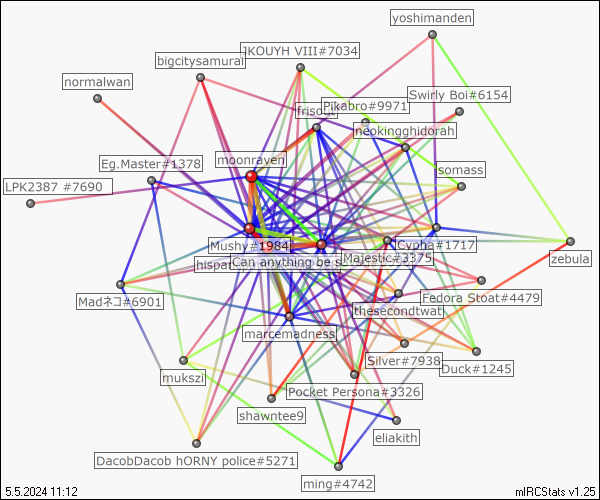 yoshimanden
JKOUYH VIII#7034
bigcitysamurai
normalwan
Swirly Boi#6154
Pikabro#9971
neokingghidorah
moonraven
Eg.Master#1378
somass
LPK2387 #7690
Mushy#1984
Cypha#1717
zebula
Can anything be s
Majestic#3375
Madネコ#6901
Fedora Stoat#4479
thesecondtwat
marcemadness
Silver#7938
Duck#1245
mukszi
Pocket Persona#3326
shawntee9
eliakith
DacobDacob hORNY police#5271
ming#4742
5.5.2024 11:12
mIRCStats v1.25